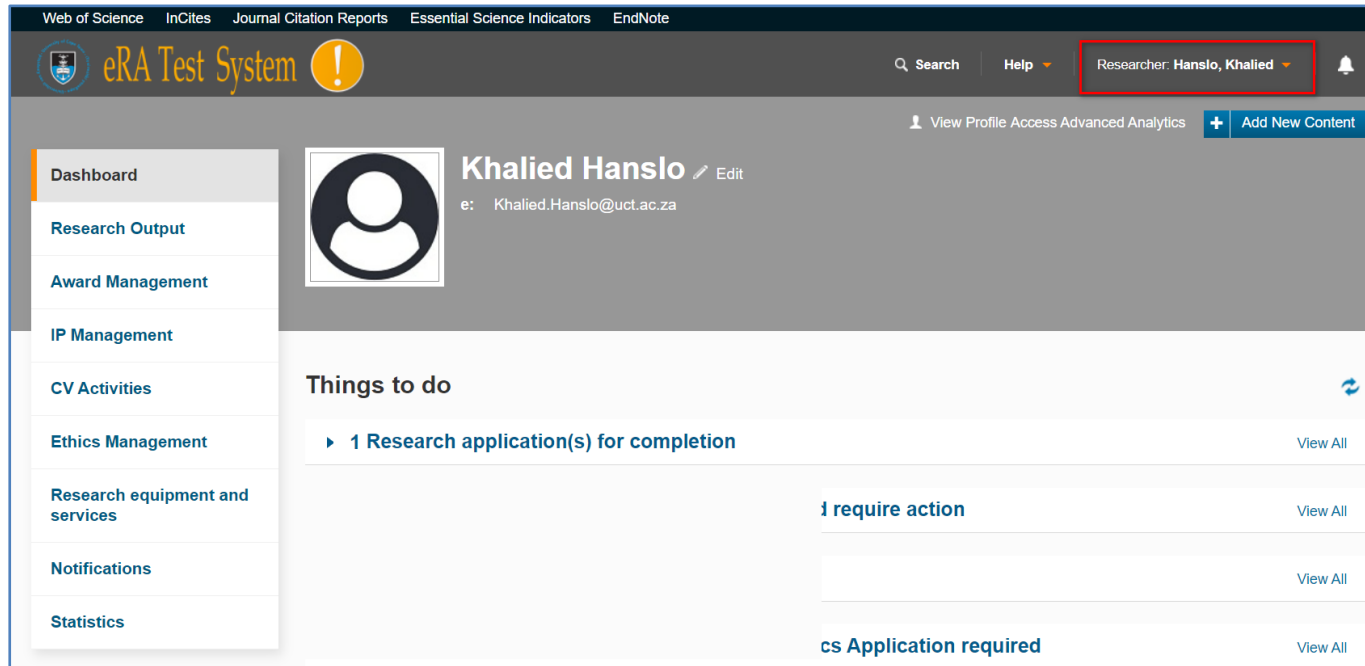 Web of Science InCites Journal Citation Reports Essential Science Indicators EndNote
eRA Test System !
Search Help Researcher: Hanslo, Khalied
View Profile Access Advanced Analytics + Add New Content
Khalied Hanslo Edit
e: Khalied.Hanslo@uct.ac.za
Dashboard
Research Output
Award Management
IP Management
CV Activities
Ethics Management
Research equipment and
services
Notifications
Statistics
Things to do
1 Research application(s) for completion View All
require action View All
View All
Application required View All